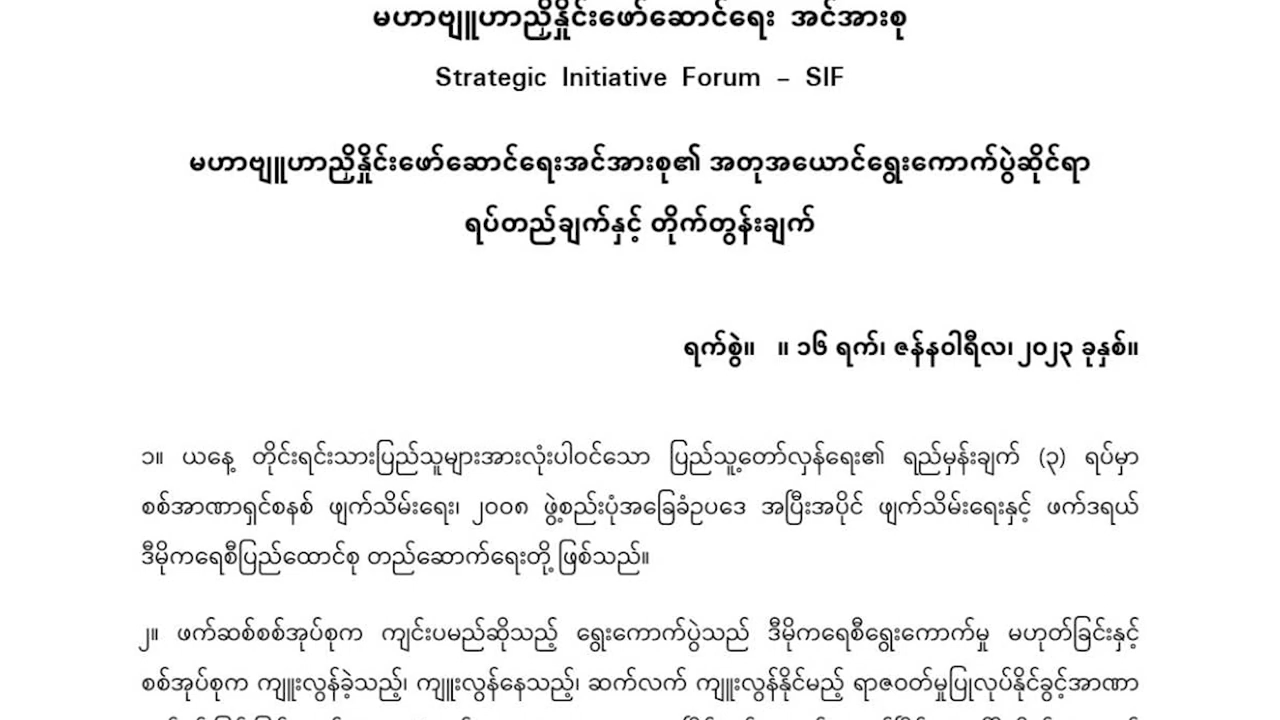 မဟာဗျူဟာညှိနှိုင်းဖော်ဆောင်ရေး အင်အားစု
Strategic Initiative Forum – SIF
မဟာဗျူဟာညှိနှိုင်းဖော်ဆောင်ရေးအင်အားစု၏ အတုအယောင်ရွေးကောက်ပွဲဆိုင်ရာ
ရပ်တည်ချက်နှင့် တိုက်တွန်းချက်
ရက်စွဲ။ ။ ၁၆ ရက်၊ ဇန်နဝါရီလ၊၂၀၂၃ ခုနှစ်။
၁။ ယနေ့ တိုင်းရင်းသားပြည်သူများအားလုံးပါဝင်သော ပြည်သူ့တော်လှန်ရေး၏ ရည်မှန်းချက် (၃) ရပ်မှာ
စစ်အာဏာရှင်စနစ် ဖျက်သိမ်းရေး၊ ၂၀၀၈ ဖွဲ့စည်းပုံအခြေခံဥပဒေ အပြီးအပိုင် ဖျက်သိမ်းရေးနှင့် ဖက်ဒရယ်
ဒီမိုကရေစီပြည်ထောင်စု တည်ဆောက်ရေးတို့ ဖြစ်သည်။
၂။ ဖက်ဆစ်စစ်အုပ်စုက ကျင်းပမည်ဆိုသည့် ရွေးကောက်ပွဲသည် ဒီမိုကရေစီရွေးကောက်မှု မဟုတ်ခြင်းနှင့်
စစ်အုပ်စုက ကျူးလွန်ခဲ့သည့်၊ ကျူးလွန်နေသည့်၊ ဆက်လက် ကျူးလွန်နိုင်မည့် ရာဇဝတ်မှုပြုလုပ်နိုင်ခွင့်အာဏာ